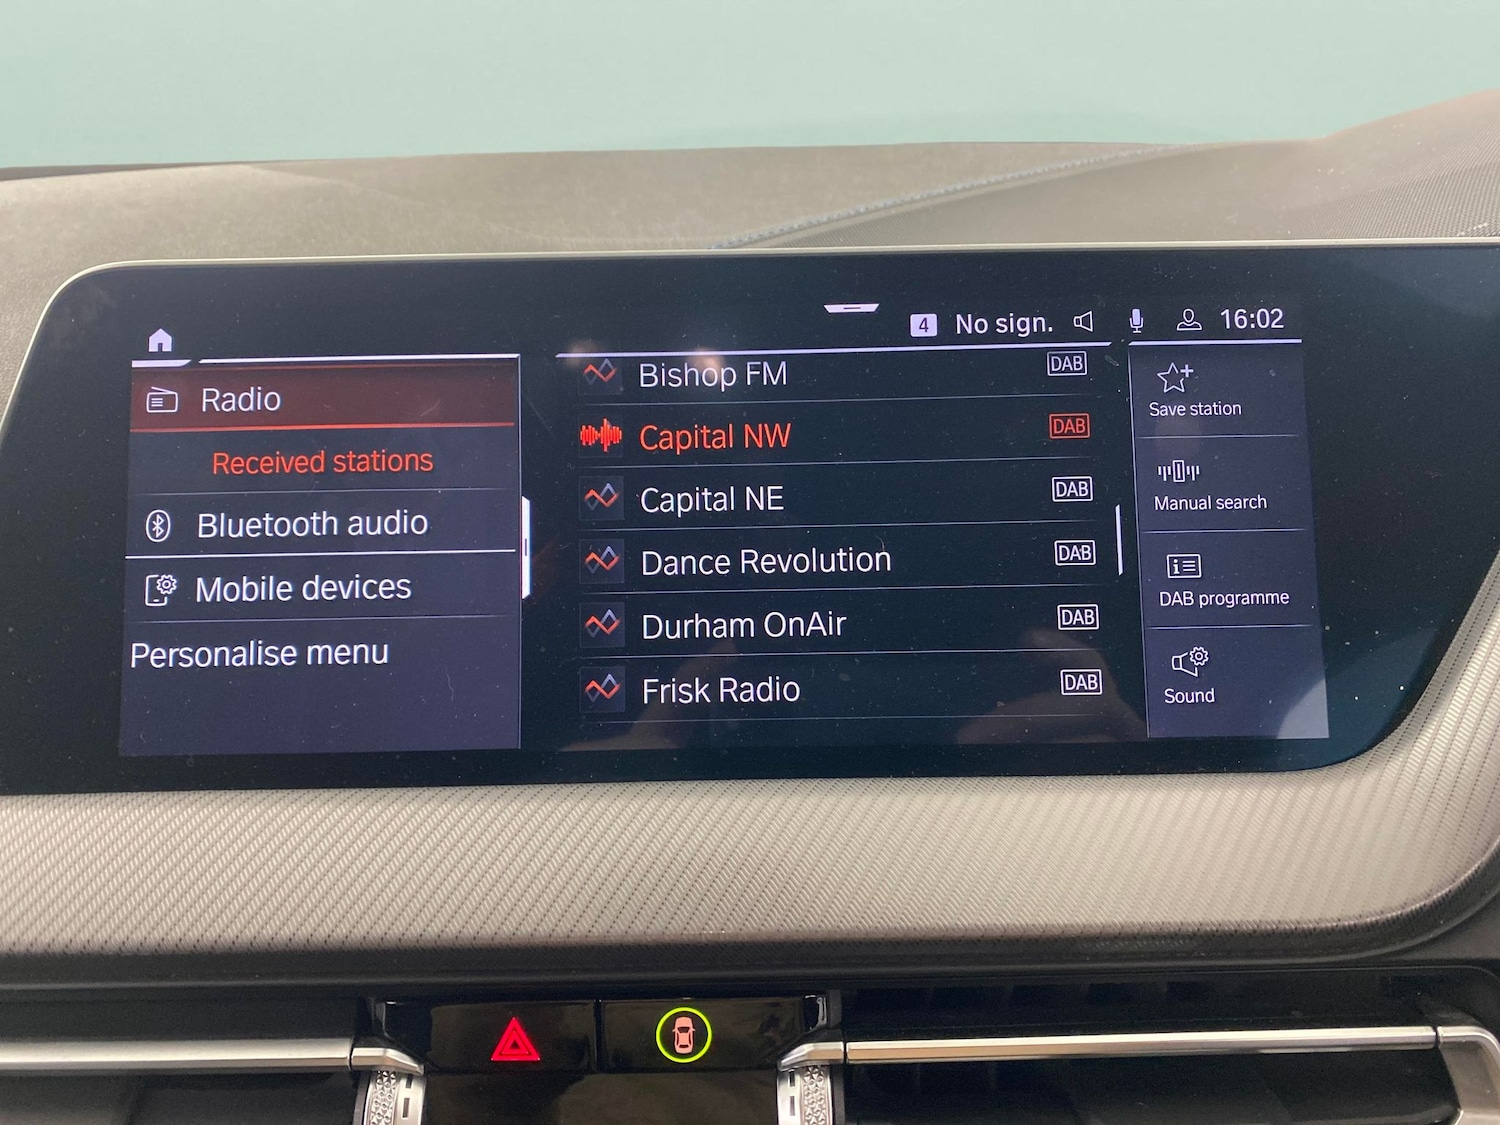 4 No sign. 16:02
Radio
Received stations
Bluetooth audio
Mobile devices
Personalise menu
Bishop FM DAB
Capital NW DAB
Capital NE DAB
Dance Revolution DAB
Durham OnAir DAB
Frisk Radio DAB
Save station
Manual search
DAB programme
Sound